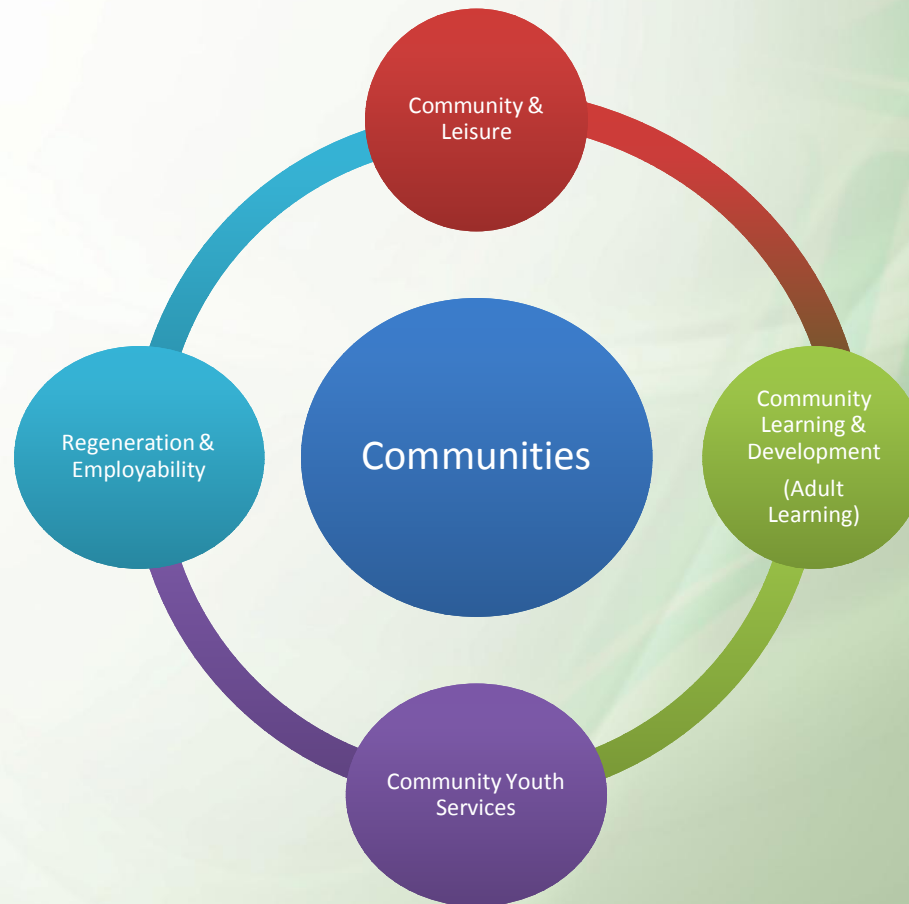 Community &
Leisure
Community
Learning &
Development
(Adult
Learning)
Regeneration &
Employability
Communities
Community Youth
Services